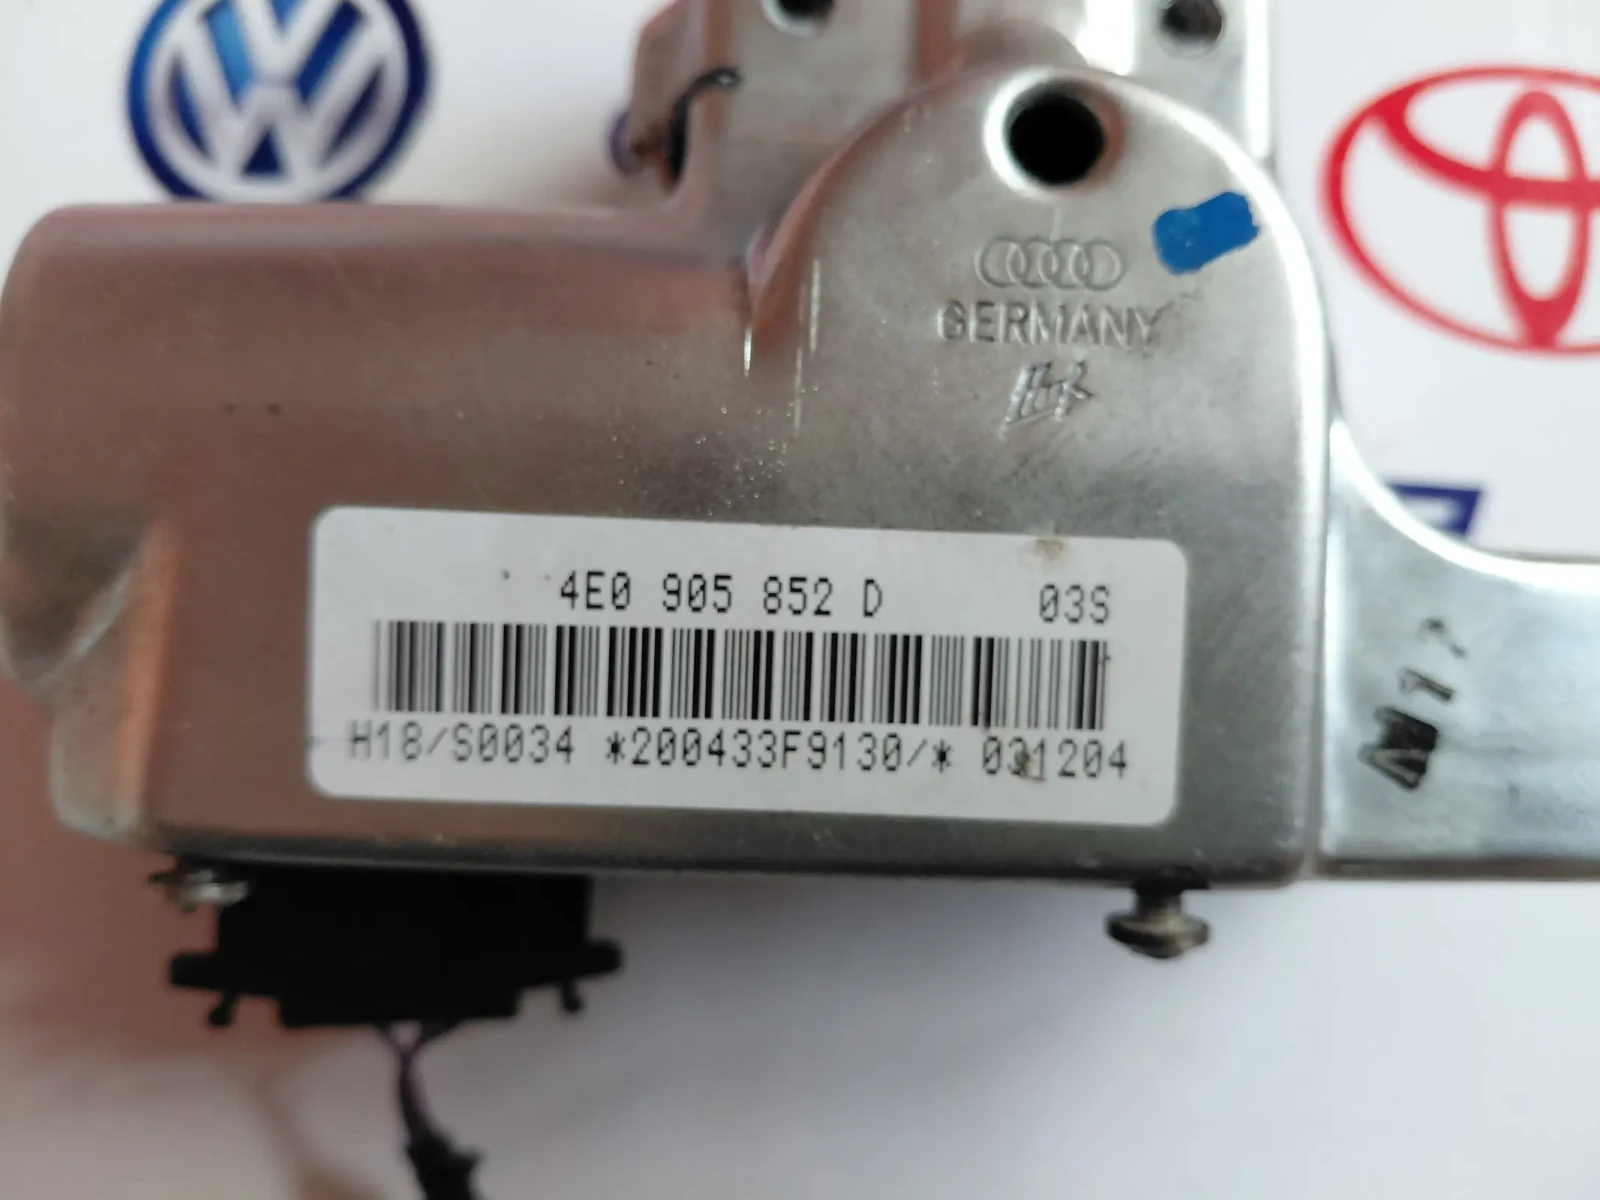 GERMANY
4E0 905 852 D 03S
H18/S0034 *200433F9130/* 031204